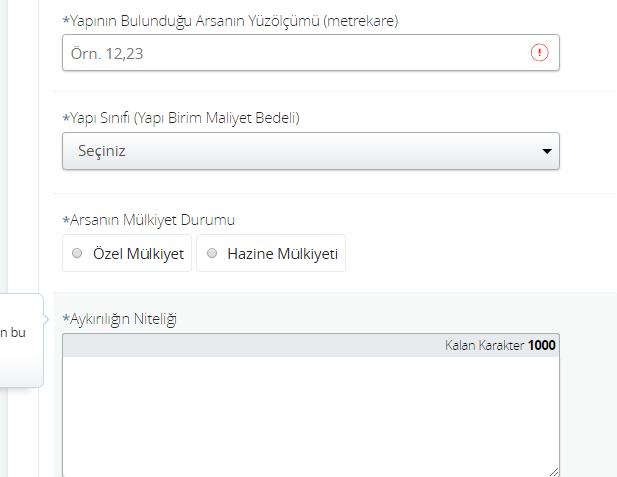 *Yapının Bulunduğu Arsanın Yüzölçümü (metrekare)
Örn. 12,23
*Yapı Sınıfı (Yapı Birim Maliyet Bedeli)
Seçiniz
*Arsanın Mülkiyet Durumu
Özel Mülkiyet Hazine Mülkiyeti
n bu
*Aykırılığın Niteliği
Kalan Karakter 1000